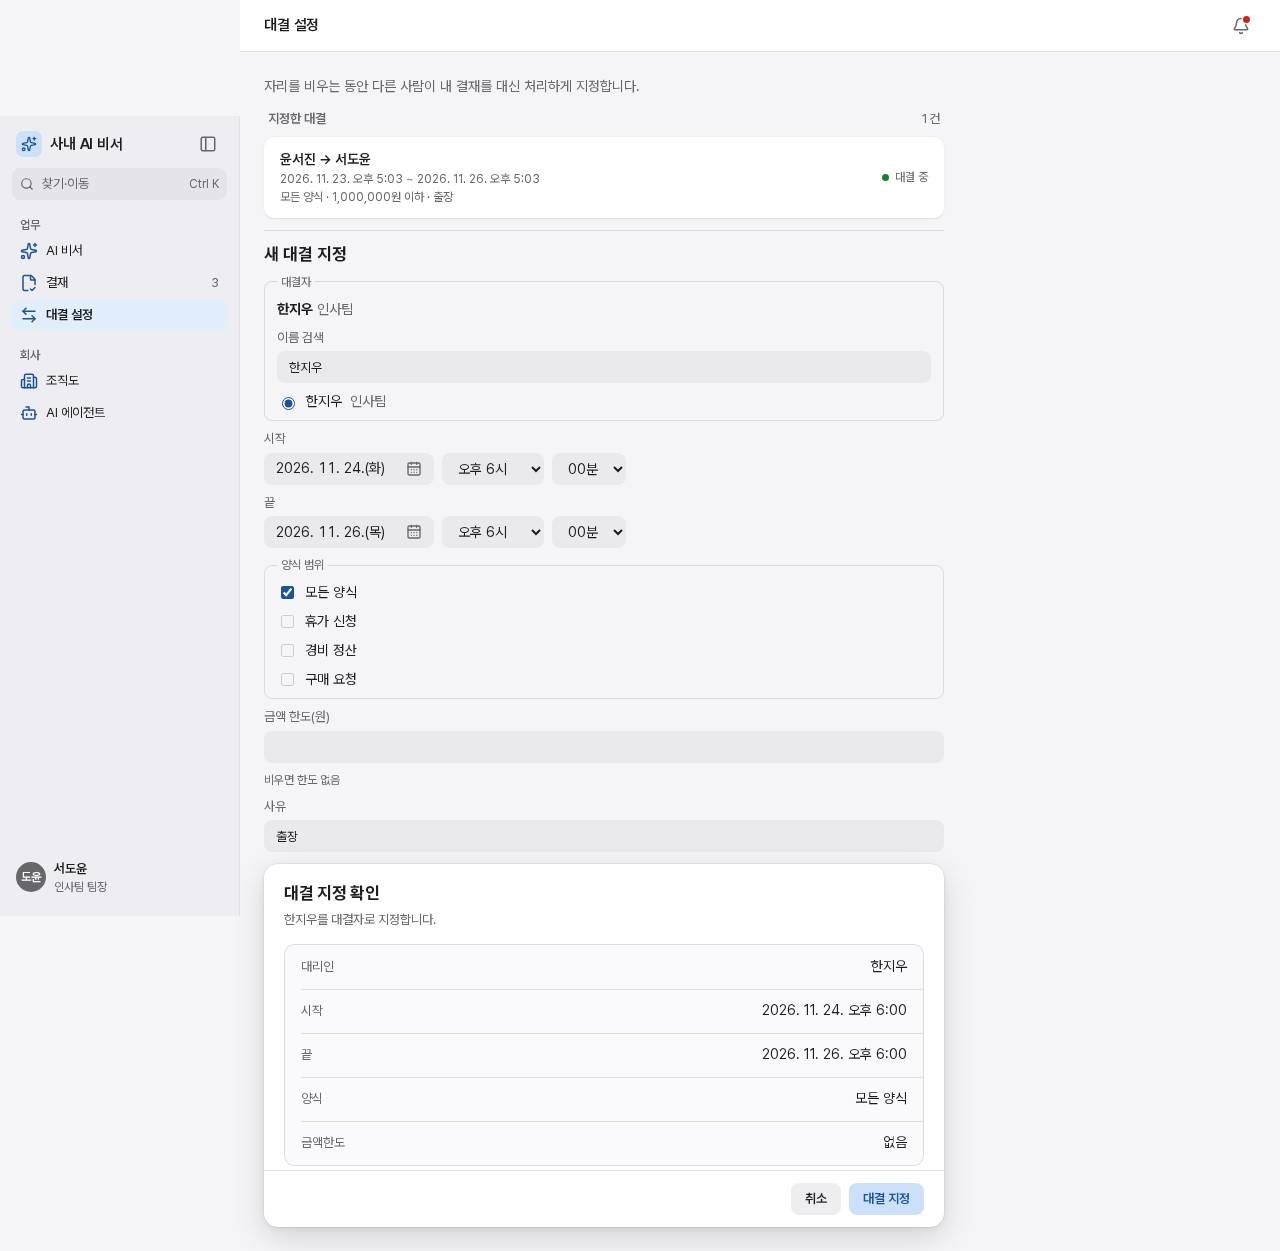 대결 설정
자리를 비우는 동안 다른 사람이 내 결재를 대신 처리하게 지정합니다.
지정한 대결 1건
윤서진 → 서도윤
2026. 11. 23. 오후 5:03 ~ 2026. 11. 26. 오후 5:03
모든 양식 · 1,000,000원 이하 · 출장
대결 중
사내 AI 비서
찾기·이동 Ctrl K
업무
AI 비서
결재 3
대결 설정
회사
조직도
AI 에이전트
도윤
서도윤
인사팀 팀장
새 대결 지정
대결자
한지우 인사팀
이름 검색
한지우
한지우 인사팀
시작
2026. 11. 24.(화) 오후 6시 00분
끝
2026. 11. 26.(목) 오후 6시 00분
양식 범위
모든 양식
휴가 신청
경비 정산
구매 요청
금액 한도(원)
비우면 한도 없음
사유
출장
대결 지정 확인
한지우를 대결자로 지정합니다.
대리인 한지우
시작 2026. 11. 24. 오후 6:00
끝 2026. 11. 26. 오후 6:00
양식 모든 양식
금액한도 없음
취소 대결 지정